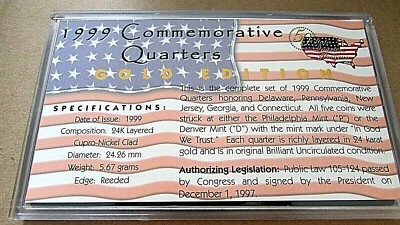 1999 Commemorative
Quarters
GOLD EDITION
SPECIFICATIONS:
Date of Issue: 1999
Composition: 24K Layered
Cupro-Nickel Clad
Diameter: 24.26 mm
Weight: 5.67 grams
Edge: Reeded
This is the complete set of 1999 Commemorative
Quarters honoring Delaware, Pennsylvania, New
Jersey, Georgia, and Connecticut. All five coins were
struck at either the Philadelphia Mint ("P") or the
Denver Mint ("D") with the mint mark under "In God
We Trust." Each quarter is richly layered in 24 karat
gold and is in original Brilliant Uncirculated condition.
Authorizing Legislation: Public Law 105-124 passed
by Congress and signed by the President on
December 1, 1997.